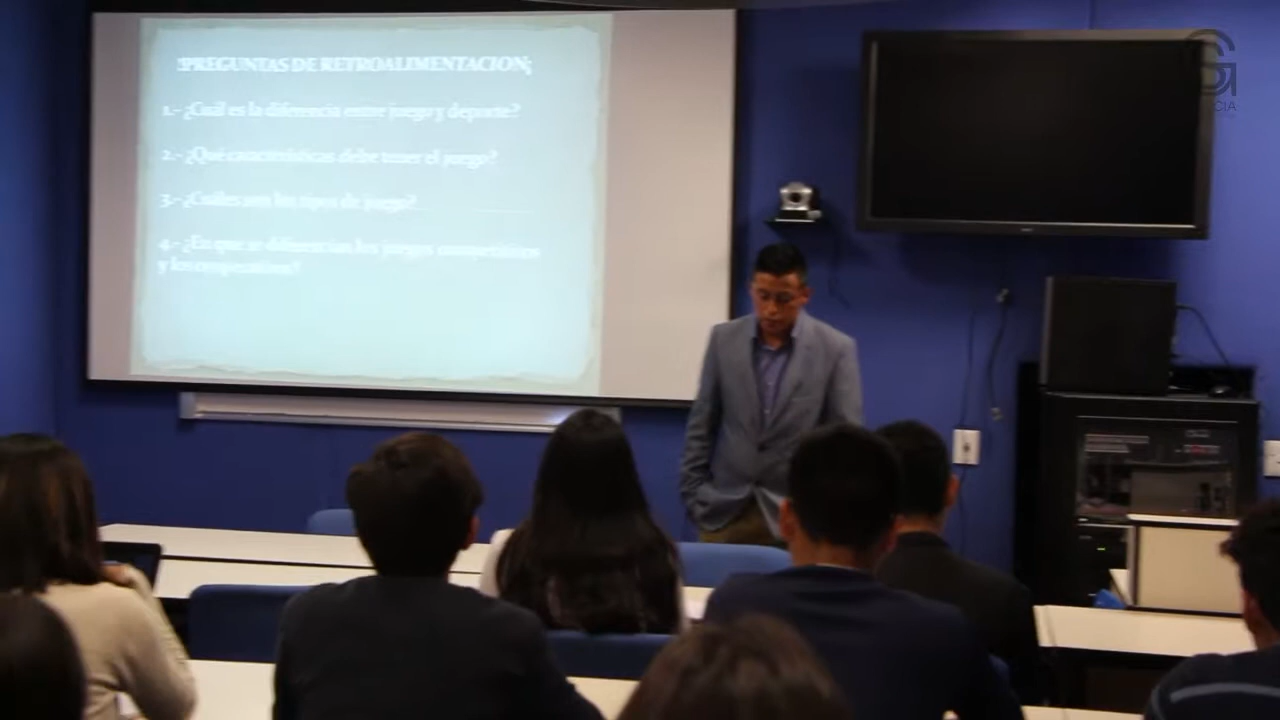 !PREGUNTAS DE RETROALIMENTACION¡
1.- ¿Cuál es la diferencia entre juego y deporte?
2.- ¿Qué características debe tener el juego?
3.- ¿Cuáles son los tipos de juego?
4.- ¿En que se diferencian los juegos competitivos
y los cooperativos?